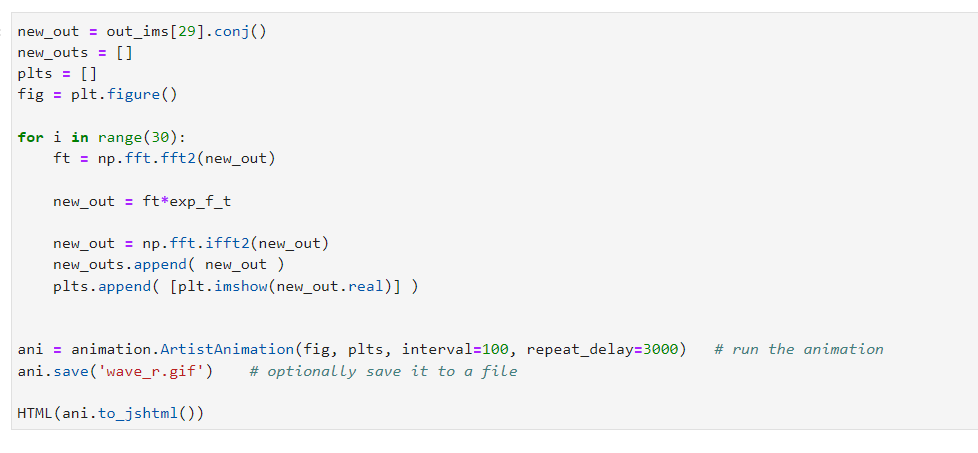 new_out = out_ims[29].conj()
new_outs = []
plts = []
fig = plt.figure()
for i in range(30):
    ft = np.fft.fft2(new_out)
    new_out = ft*exp_f_t
    new_out = np.fft.ifft2(new_out)
    new_outs.append( new_out )
    plts.append( [plt.imshow(new_out.real)] )
ani = animation.ArtistAnimation(fig, plts, interval=100, repeat_delay=3000)   # run the animation
ani.save('wave_r.gif')    # optionally save it to a file
HTML(ani.to_jshtml())